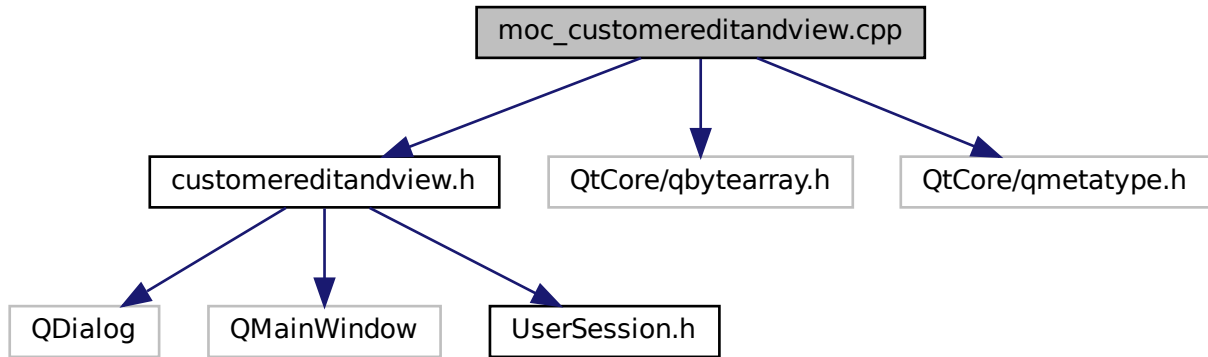 moc_customereditandview.cpp
customereditandview.h
QtCore/qbytearray.h
QtCore/qmetatype.h
QDialog
QMainWindow
UserSession.h